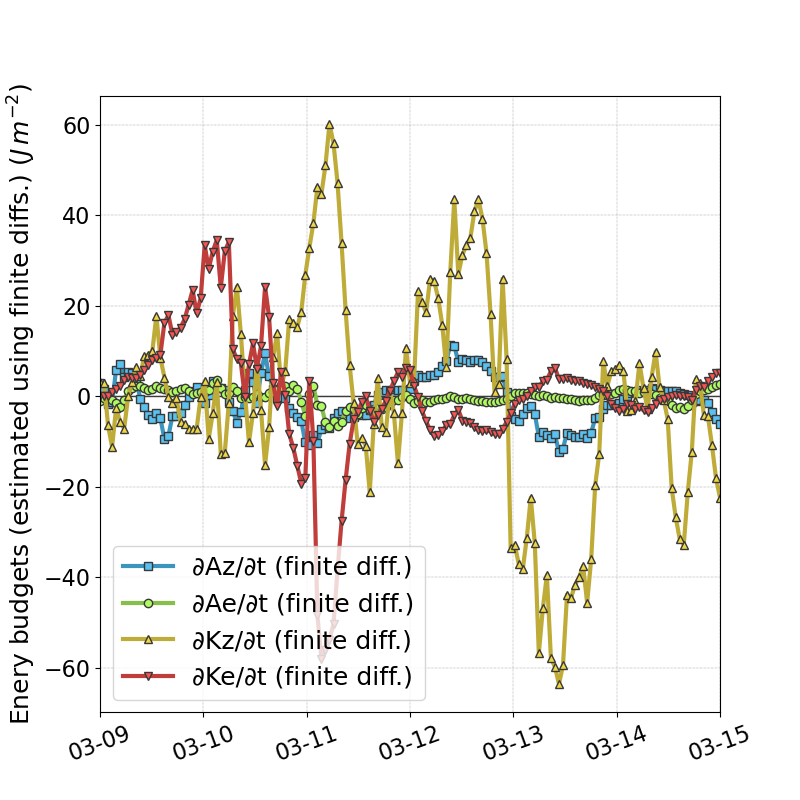 Enery budgets (estimated using finite diffs.) (J m⁻²)
60
40
20
0
−20
−40
−60
∂Az/∂t (finite diff.)
∂Ae/∂t (finite diff.)
∂Kz/∂t (finite diff.)
∂Ke/∂t (finite diff.)
03-09
03-10
03-11
03-12
03-13
03-14
03-15